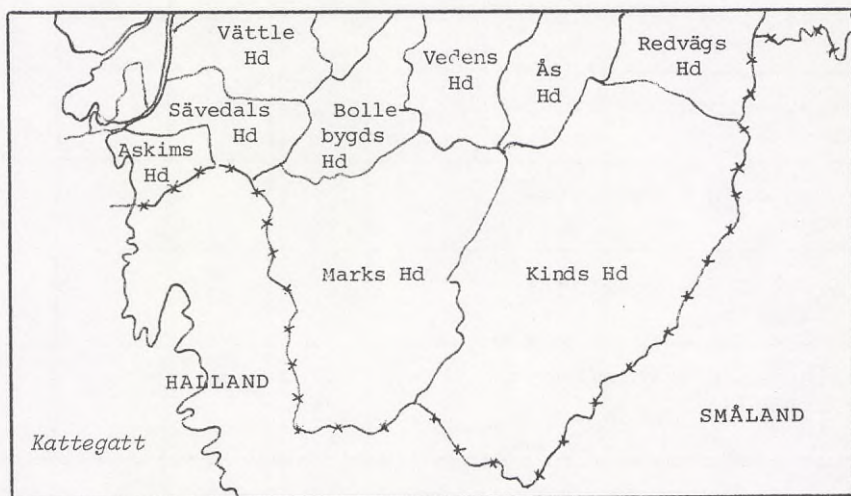 Vättle
Hd
Vedens
Hd
Ås
Hd
Redvägs
Hd
Sävedals
Hd
Bolle
bygds
Hd
Askims
Hd
Marks Hd
Kinds Hd
HALLAND
SMÅLAND
Kattegatt